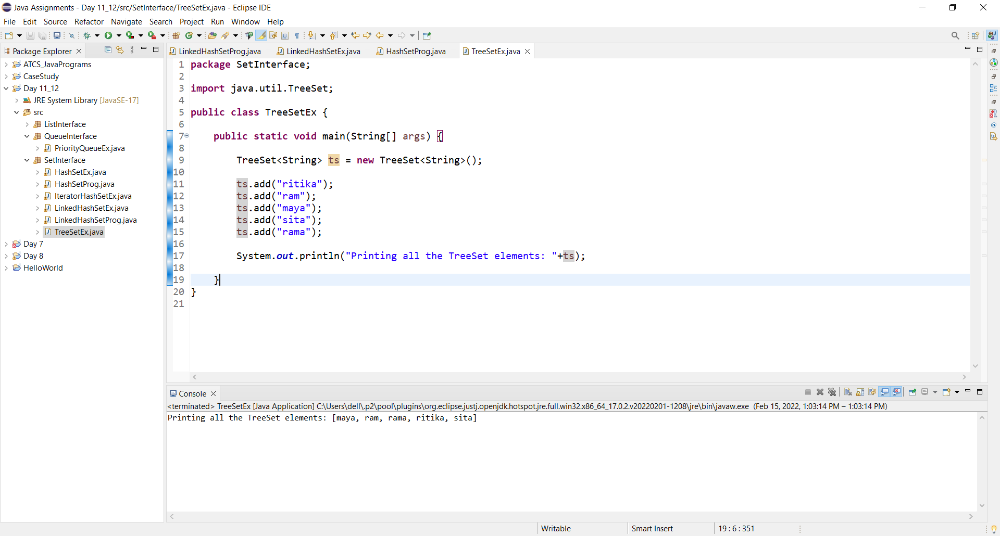 Java Assignments - Day 11_12/src/SetInterface/TreeSetEx.java - Eclipse IDE
File Edit Source Refactor Navigate Search Project Run Window Help
Package Explorer
LinkedHashSetProg.java LinkedHashSetEx.java HashSetProg.java TreeSetEx.java
ATCS_JavaPrograms
CaseStudy
Day 11_12
JRE System Library [JavaSE-17]
src
ListInterface
QueueInterface
PriorityQueueEx.java
SetInterface
HashSetEx.java
HashSetProg.java
IteratorHashSetEx.java
LinkedHashSetEx.java
LinkedHashSetProg.java
TreeSetEx.java
Day 7
Day 8
HelloWorld
1 package SetInterface;
2
3 import java.util.TreeSet;
4
5 public class TreeSetEx {
6
7 public static void main(String[] args) {
8
9 TreeSet<String> ts = new TreeSet<String>();
10
11 ts.add("ritika");
12 ts.add("ram");
13 ts.add("maya");
14 ts.add("sita");
15 ts.add("rama");
16
17 System.out.println("Printing all the TreeSet elements: "+ts);
18
19 }
20 }
21
Console
<terminated> TreeSetEx [Java Application] C:\Users\dell\.p2\pool\plugins\org.eclipse.justj.openjdk.hotspot.jre.full.win32.x86_64_17.0.2.v20220201-1208\jre\bin\javaw.exe (Feb 15, 2022, 1:03:14 PM – 1:03:14 PM)
Printing all the TreeSet elements: [maya, ram, rama, ritika, sita]
Writable Smart Insert 19 : 6 : 351